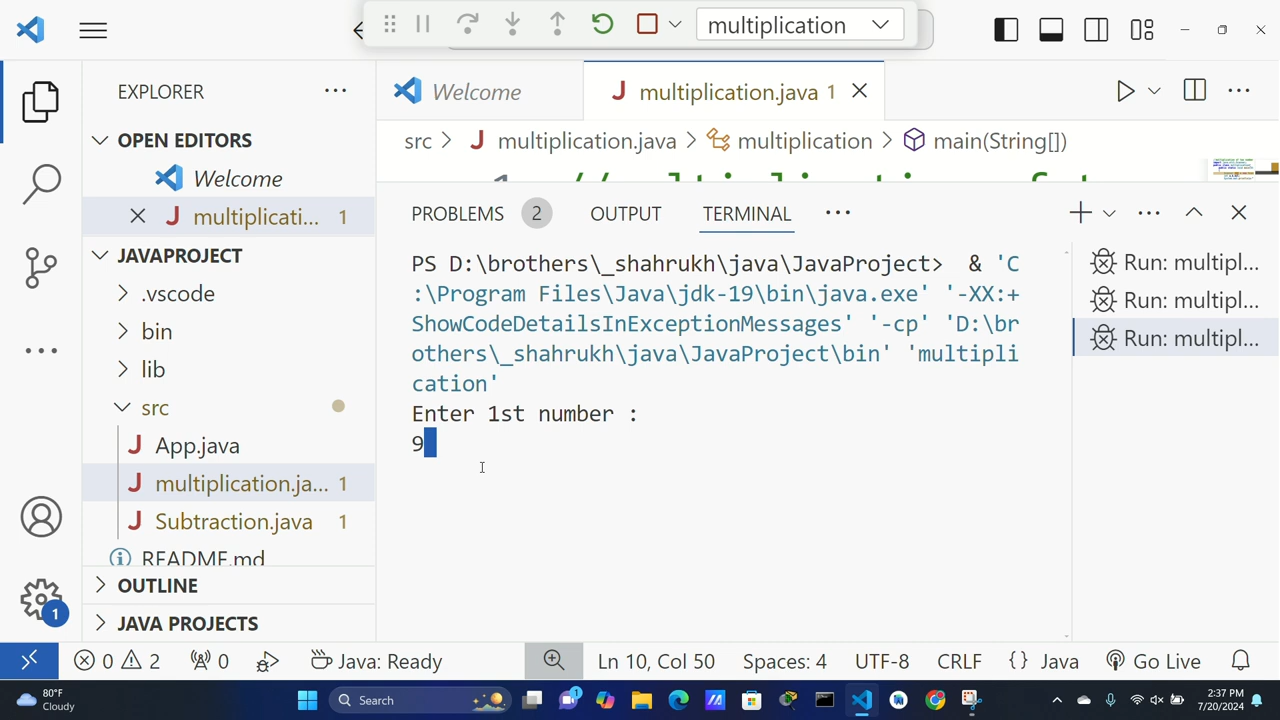 multiplication
EXPLORER
Welcome
multiplication.java 1
OPEN EDITORS
Welcome
multiplicati... 1
src > multiplication.java > multiplication > main(String[])
JAVAPROJECT
.vscode
bin
lib
src
App.java
multiplication.ja... 1
Subtraction.java 1
README.md
OUTLINE
JAVA PROJECTS
PROBLEMS 2 OUTPUT TERMINAL
PS D:\brothers\_shahrukh\java\JavaProject>  & 'C
:\Program Files\Java\jdk-19\bin\java.exe' '-XX:+
ShowCodeDetailsInExceptionMessages' '-cp' 'D:\br
others\_shahrukh\java\JavaProject\bin' 'multipli
cation'
Enter 1st number :
9
Run: multipl...
Run: multipl...
Run: multipl...
1
0 2 0 Java: Ready Ln 10, Col 50 Spaces: 4 UTF-8 CRLF {} Java Go Live
80°F
Cloudy
Search
1
2:37 PM
7/20/2024